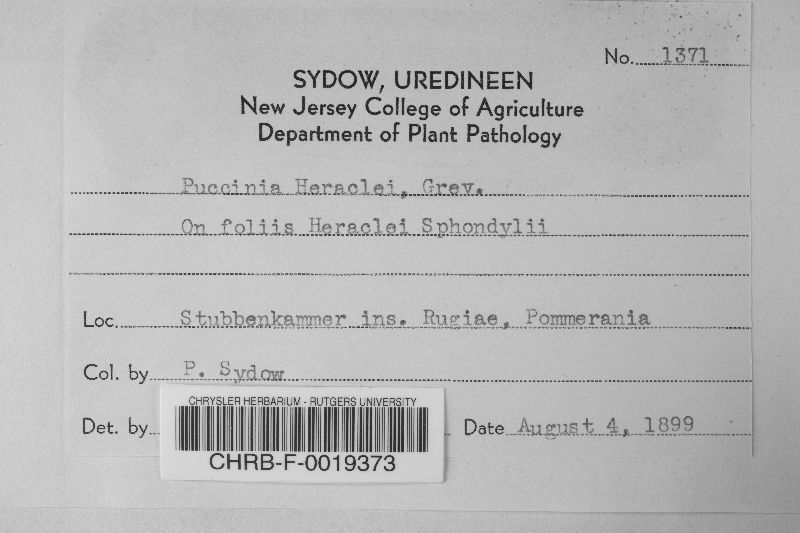 No. 1371
SYDOW, UREDINEEN
New Jersey College of Agriculture
Department of Plant Pathology
Puccinia Heraclei, Grev.
On foliis Heraclei Sphondylii
Loc. Stubbenkammer ins. Rugiae, Pommerania
Col. by P. Sydow
Det. by Date August 4, 1899
CHRYSLER HERBARIUM - RUTGERS UNIVERSITY
CHRB-F-0019373